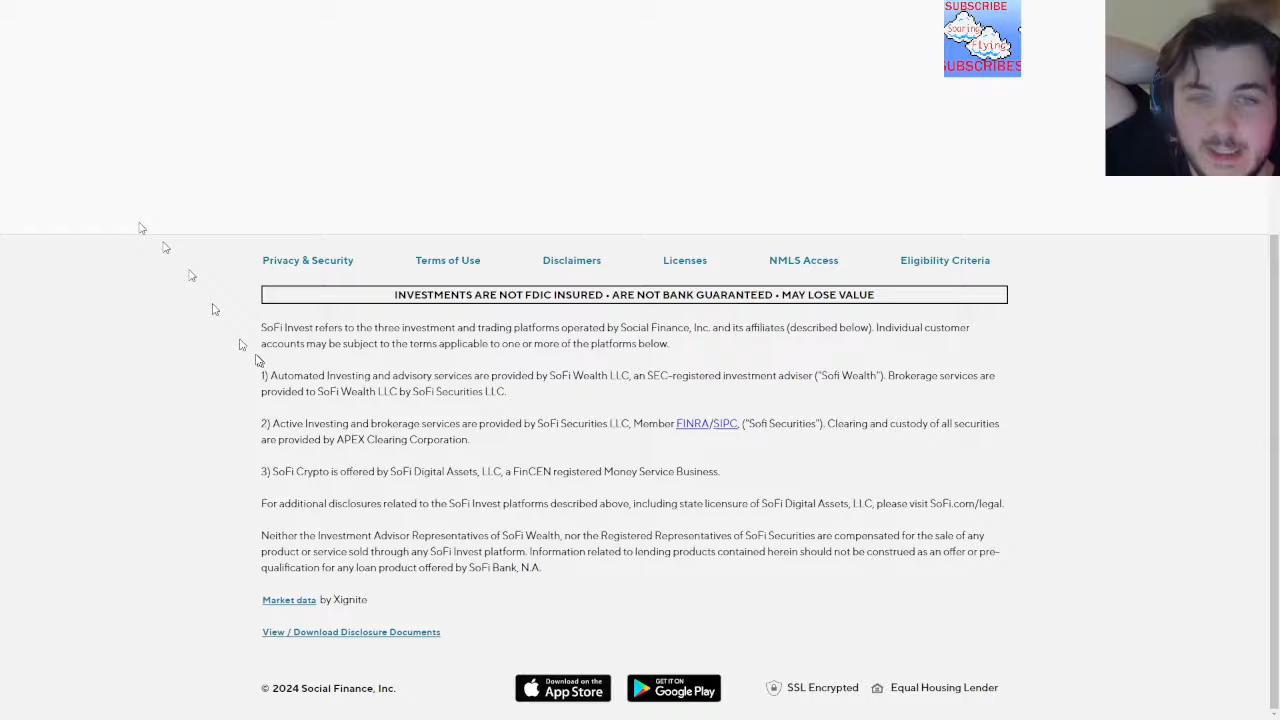 SUBSCRIBE
Soaring
Flying
SUBSCRIBES
Privacy & Security
Terms of Use
Disclaimers
Licenses
NMLS Access
Eligibility Criteria
INVESTMENTS ARE NOT FDIC INSURED • ARE NOT BANK GUARANTEED • MAY LOSE VALUE
SoFi Invest refers to the three investment and trading platforms operated by Social Finance, Inc. and its affiliates (described below). Individual customer
accounts may be subject to the terms applicable to one or more of the platforms below.
1) Automated Investing and advisory services are provided by SoFi Wealth LLC, an SEC-registered investment adviser ("Sofi Wealth"). Brokerage services are
provided to SoFi Wealth LLC by SoFi Securities LLC.
2) Active Investing and brokerage services are provided by SoFi Securities LLC, Member FINRA/SIPC, ("Sofi Securities"). Clearing and custody of all securities
are provided by APEX Clearing Corporation.
3) SoFi Crypto is offered by SoFi Digital Assets, LLC, a FinCEN registered Money Service Business.
For additional disclosures related to the SoFi Invest platforms described above, including state licensure of SoFi Digital Assets, LLC, please visit SoFi.com/legal.
Neither the Investment Advisor Representatives of SoFi Wealth, nor the Registered Representatives of SoFi Securities are compensated for the sale of any
product or service sold through any SoFi Invest platform. Information related to lending products contained herein should not be construed as an offer or pre-
qualification for any loan product offered by SoFi Bank, N.A.
Market data by Xignite
View / Download Disclosure Documents
© 2024 Social Finance, Inc.
Download on the
App Store
GET IT ON
Google Play
SSL Encrypted
Equal Housing Lender